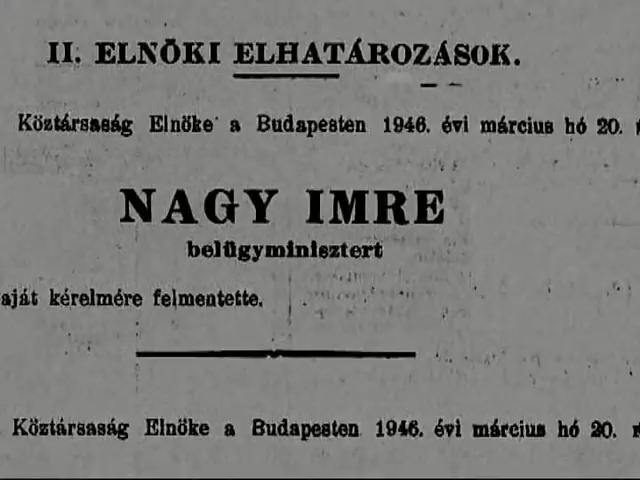 II. ELNÖKI ELHATÁROZÁSOK.
Köztársaság Elnöke a Budapesten 1946. évi március hó 20.
NAGY IMRE
belügyminisztert
aját kérelmére felmentette.
Köztársaság Elnöke a Budapesten 1946. évi március hó 20.